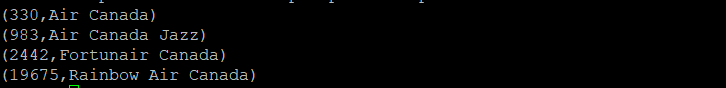 (330,Air Canada)
(983,Air Canada Jazz)
(2442,Fortunair Canada)
(19675,Rainbow Air Canada)